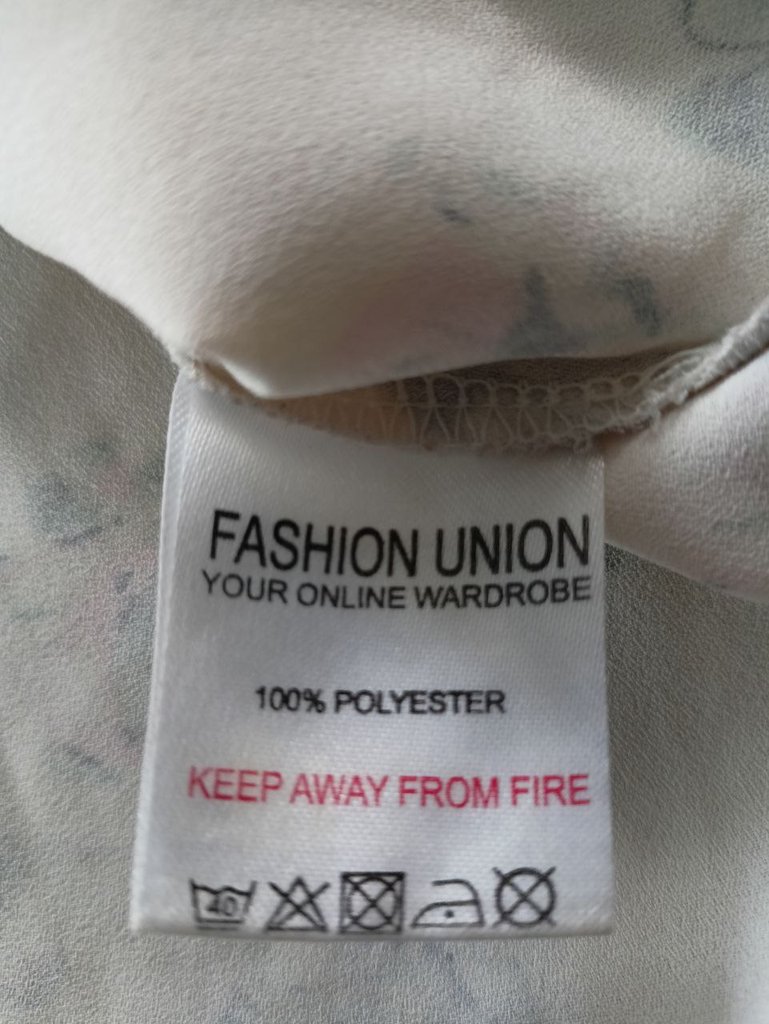 FASHION UNION
YOUR ONLINE WARDROBE
100% POLYESTER
KEEP AWAY FROM FIRE
40